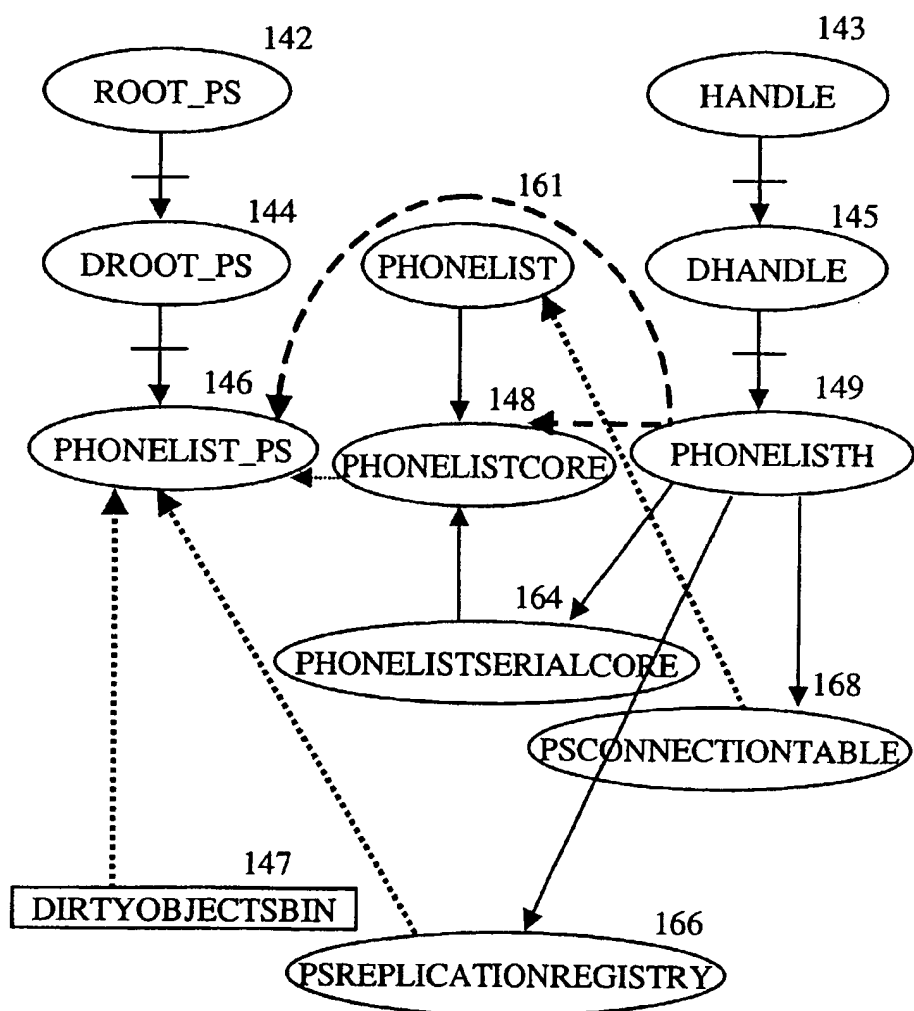 142
143
ROOT_PS
HANDLE
144
161
145
DROOT_PS
PHONELIST
DHANDLE
146
148
149
PHONELIST_PS
PHONELISTCORE
PHONELISTH
164
PHONELISTSERIALCORE
168
PSCONNECTIONTABLE
147
DIRTYOBJECTSBIN
166
PSREPLICATIONREGISTRY